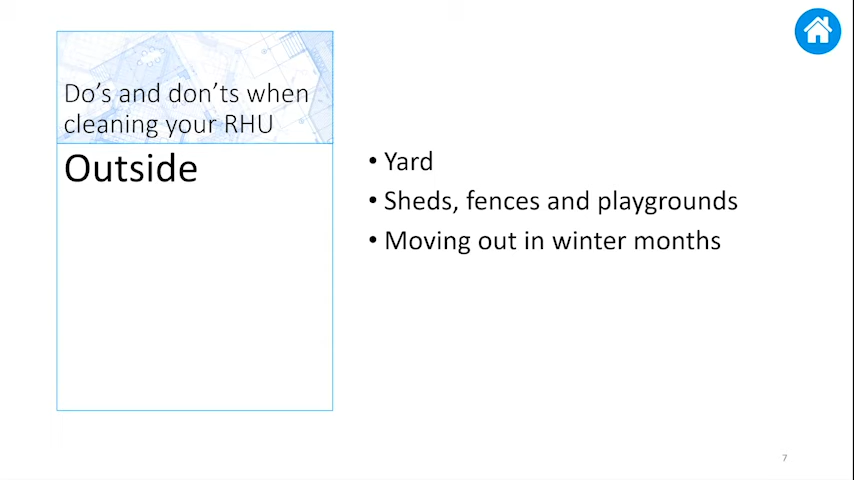 Do's and don'ts when
cleaning your RHU
Outside
• Yard
• Sheds, fences and playgrounds
• Moving out in winter months
7